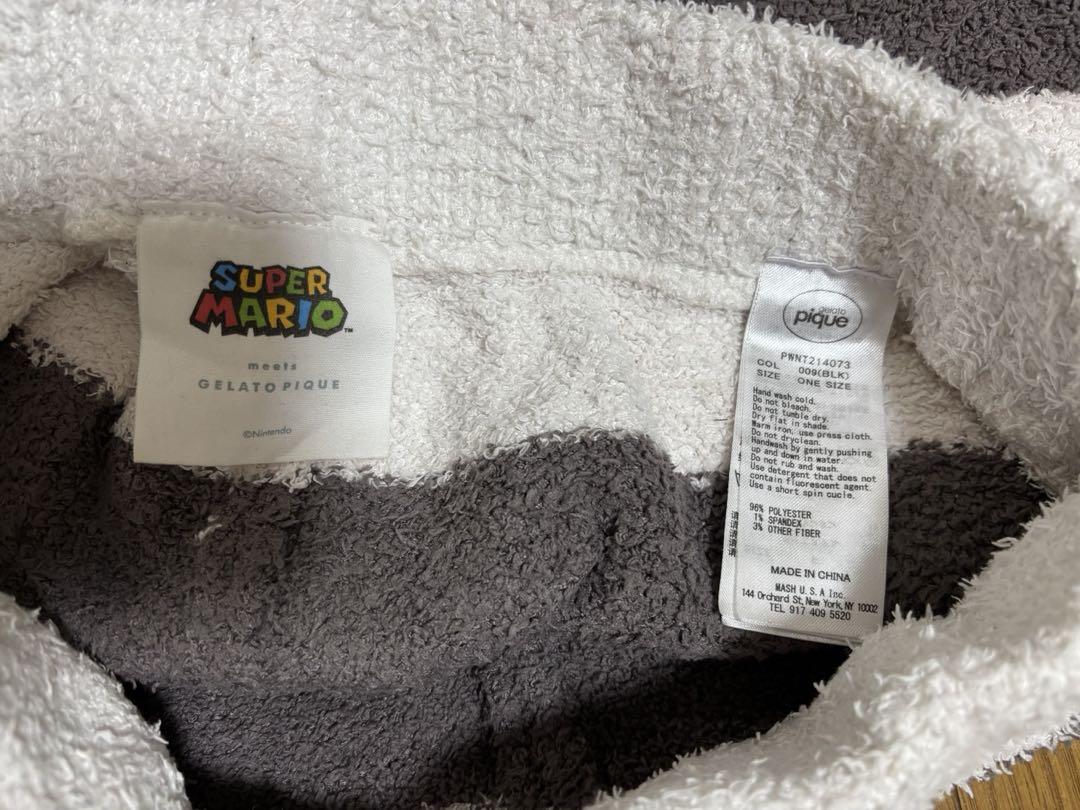 SUPER
MARIO™
meets
GELATO PIQUE
©Nintendo
gelato
pique
PWNT214073
COL 009(BLK)
SIZE ONE SIZE
Hand wash cold.
Do not bleach.
Do not tumble dry.
Dry flat in shade.
Warm iron, use press cloth.
Do not dryclean.
Handwash by gently pushing
up and down in water.
Do not rub and wash.
Use detergent that does not
contain fluorescent agent.
Use a short spin cucle.
96% POLYESTER
1% SPANDEX
3% OTHER FIBER
MADE IN CHINA
MASH U.S.A Inc.
144 Orchard St, New York, NY 10002
TEL 917 409 5520